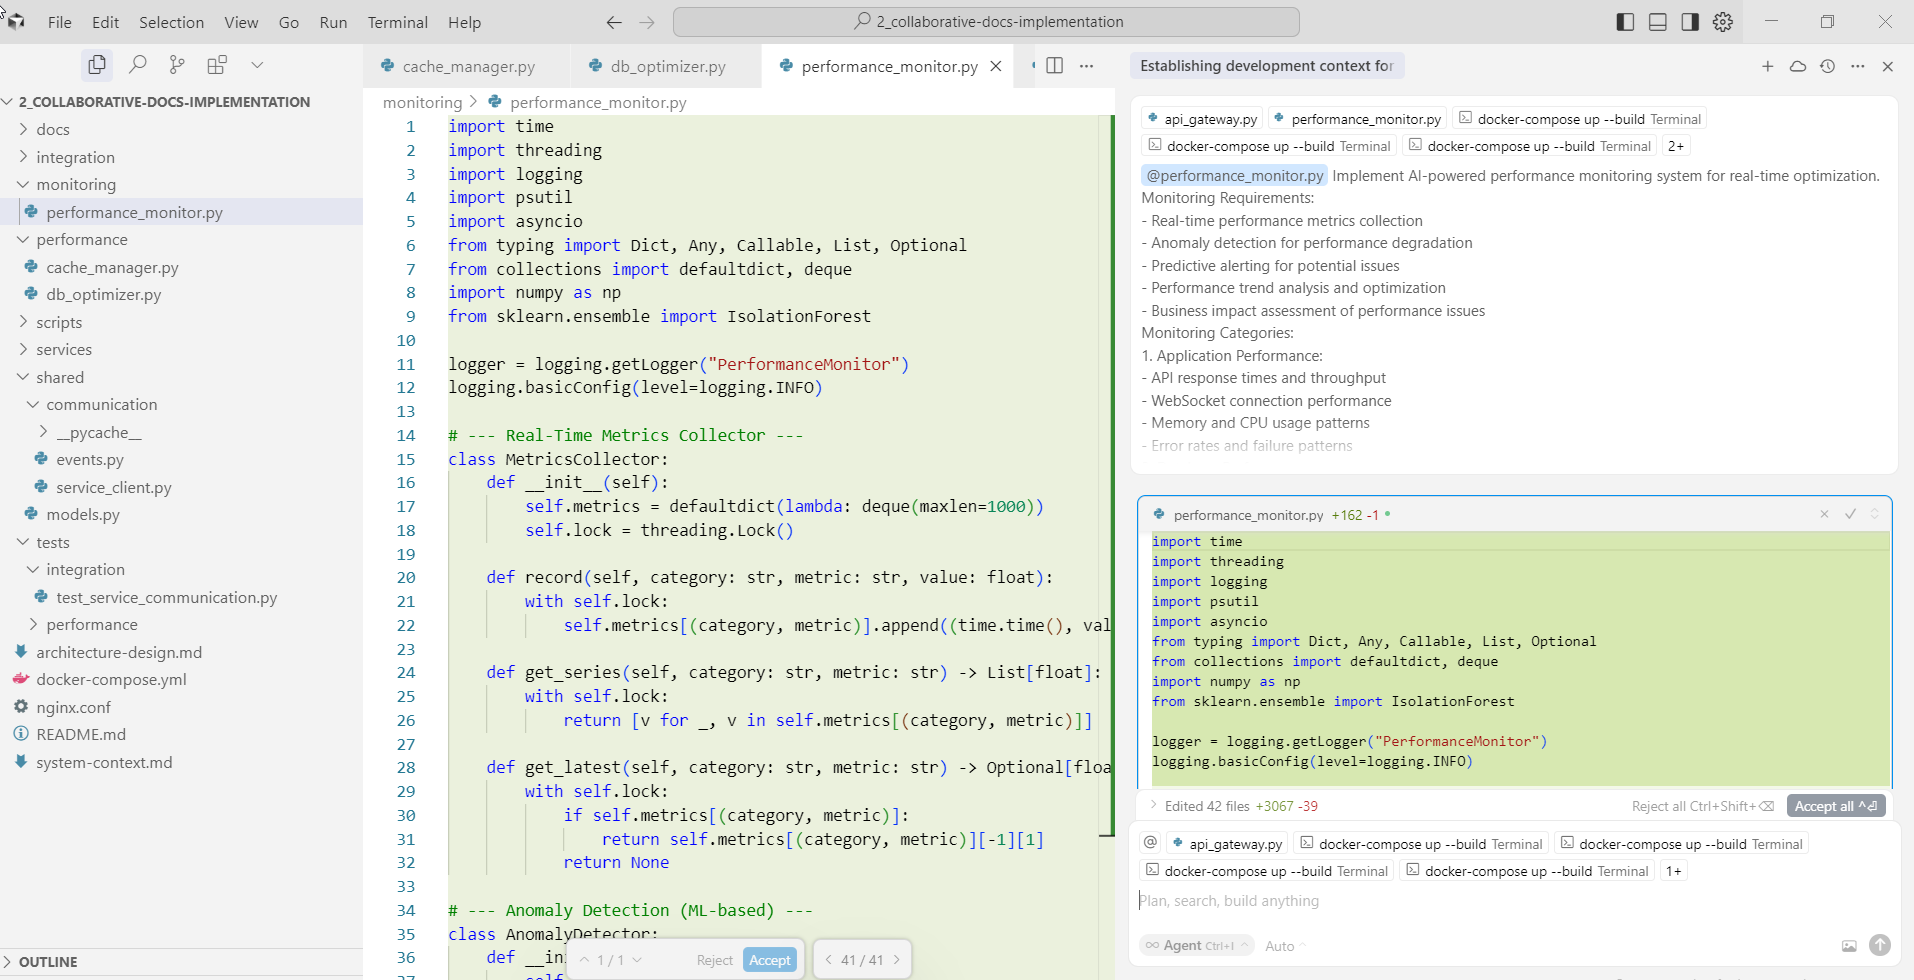 File Edit Selection View Go Run Terminal Help
2_collaborative-docs-implementation
2_COLLABORATIVE-DOCS-IMPLEMENTATION
docs
integration
monitoring
performance_monitor.py
performance
cache_manager.py
db_optimizer.py
scripts
services
shared
communication
__pycache__
events.py
service_client.py
models.py
tests
integration
test_service_communication.py
performance
architecture-design.md
docker-compose.yml
nginx.conf
README.md
system-context.md
OUTLINE
cache_manager.py db_optimizer.py performance_monitor.py
monitoring > performance_monitor.py
1 import time
2 import threading
3 import logging
4 import psutil
5 import asyncio
6 from typing import Dict, Any, Callable, List, Optional
7 from collections import defaultdict, deque
8 import numpy as np
9 from sklearn.ensemble import IsolationForest
10
11 logger = logging.getLogger("PerformanceMonitor")
12 logging.basicConfig(level=logging.INFO)
13
14 # --- Real-Time Metrics Collector ---
15 class MetricsCollector:
16 def __init__(self):
17 self.metrics = defaultdict(lambda: deque(maxlen=1000))
18 self.lock = threading.Lock()
19
20 def record(self, category: str, metric: str, value: float):
21 with self.lock:
22 self.metrics[(category, metric)].append((time.time(), val
23
24 def get_series(self, category: str, metric: str) -> List[float]:
25 with self.lock:
26 return [v for _, v in self.metrics[(category, metric)]]
27
28 def get_latest(self, category: str, metric: str) -> Optional[floa
29 with self.lock:
30 if self.metrics[(category, metric)]:
31 return self.metrics[(category, metric)][-1][1]
32 return None
33
34 # --- Anomaly Detection (ML-based) ---
35 class AnomalyDetector:
36 def __in
1 / 1 Reject Accept 41 / 41
Establishing development context for
api_gateway.py performance_monitor.py docker-compose up --build Terminal
docker-compose up --build Terminal docker-compose up --build Terminal 2+
@performance_monitor.py Implement AI-powered performance monitoring system for real-time optimization.
Monitoring Requirements:
- Real-time performance metrics collection
- Anomaly detection for performance degradation
- Predictive alerting for potential issues
- Performance trend analysis and optimization
- Business impact assessment of performance issues
Monitoring Categories:
1. Application Performance:
- API response times and throughput
- WebSocket connection performance
- Memory and CPU usage patterns
- Error rates and failure patterns
performance_monitor.py +162 -1
import time
import threading
import logging
import psutil
import asyncio
from typing import Dict, Any, Callable, List, Optional
from collections import defaultdict, deque
import numpy as np
from sklearn.ensemble import IsolationForest
logger = logging.getLogger("PerformanceMonitor")
logging.basicConfig(level=logging.INFO)
Edited 42 files +3067 -39 Reject all Ctrl+Shift+⌫ Accept all ^⏎
@ api_gateway.py docker-compose up --build Terminal docker-compose up --build Terminal
docker-compose up --build Terminal docker-compose up --build Terminal 1+
Plan, search, build anything
∞ Agent Ctrl+I Auto